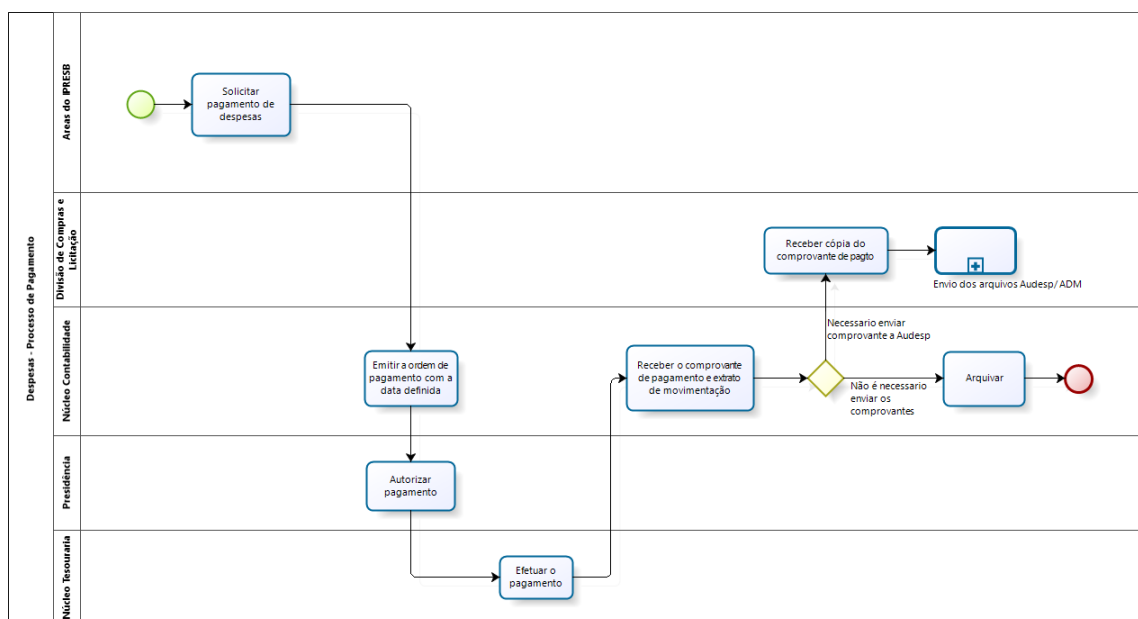 Despesas - Processo de Pagamento
Areas do IPRESB
Solicitar
pagamento de
despesas
Divisão de Compras e
Licitação
Receber cópia do
comprovante de pagto
Envio dos arquivos Audesp/ADM
Núcleo Contabilidade
Emitir a ordem de
pagamento com a
data definida
Receber o comprovante
de pagamento e extrato
de movimentação
Necessario enviar
comprovante a Audesp
Não é necessario
enviar os
comprovantes
Arquivar
Presidência
Autorizar
pagamento
Núcleo Tesouraria
Efetuar o
pagamento